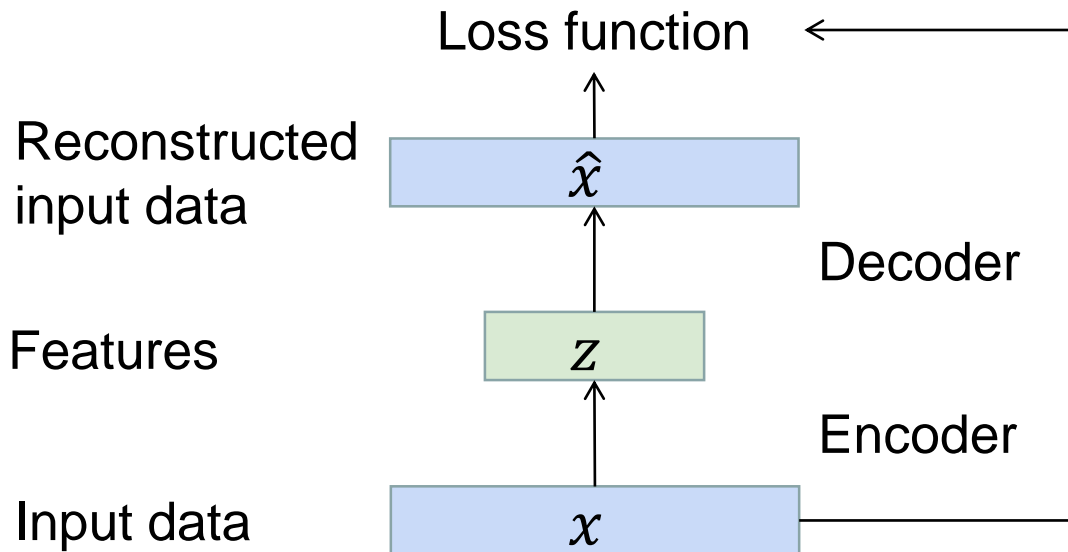 Loss function
Reconstructed
input data
x̂
Decoder
Features
z
Encoder
Input data
x